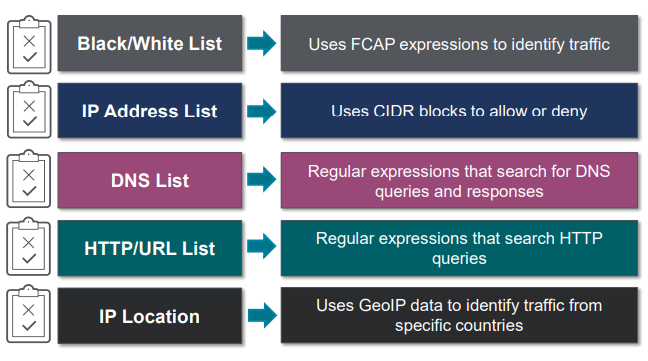 Black/White List
Uses FCAP expressions to identify traffic
IP Address List
Uses CIDR blocks to allow or deny
DNS List
Regular expressions that search for DNS
queries and responses
HTTP/URL List
Regular expressions that search HTTP
queries
IP Location
Uses GeoIP data to identify traffic from
specific countries